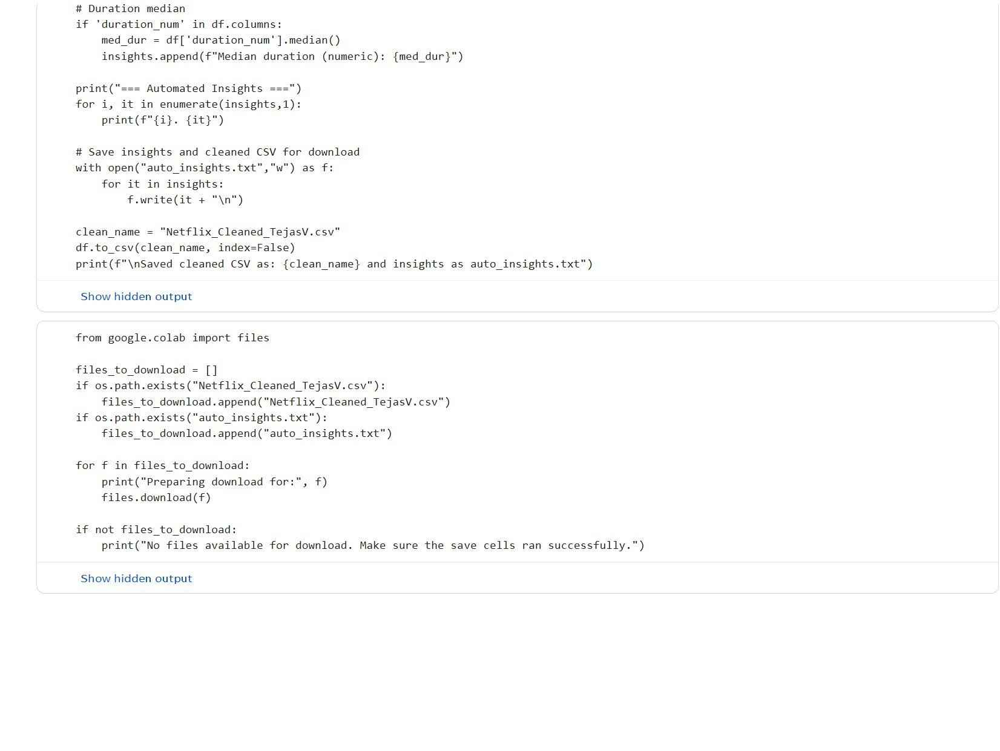 # Duration median
if 'duration_num' in df.columns:
    med_dur = df['duration_num'].median()
    insights.append(f"Median duration (numeric): {med_dur}")

print("=== Automated Insights ===")
for i, it in enumerate(insights,1):
    print(f"{i}. {it}")

# Save insights and cleaned CSV for download
with open("auto_insights.txt","w") as f:
    for it in insights:
        f.write(it + "\n")

clean_name = "Netflix_Cleaned_TejasV.csv"
df.to_csv(clean_name, index=False)
print(f"\nSaved cleaned CSV as: {clean_name} and insights as auto_insights.txt")
Show hidden output
from google.colab import files

files_to_download = []
if os.path.exists("Netflix_Cleaned_TejasV.csv"):
    files_to_download.append("Netflix_Cleaned_TejasV.csv")
if os.path.exists("auto_insights.txt"):
    files_to_download.append("auto_insights.txt")

for f in files_to_download:
    print("Preparing download for:", f)
    files.download(f)

if not files_to_download:
    print("No files available for download. Make sure the save cells ran successfully.")
Show hidden output